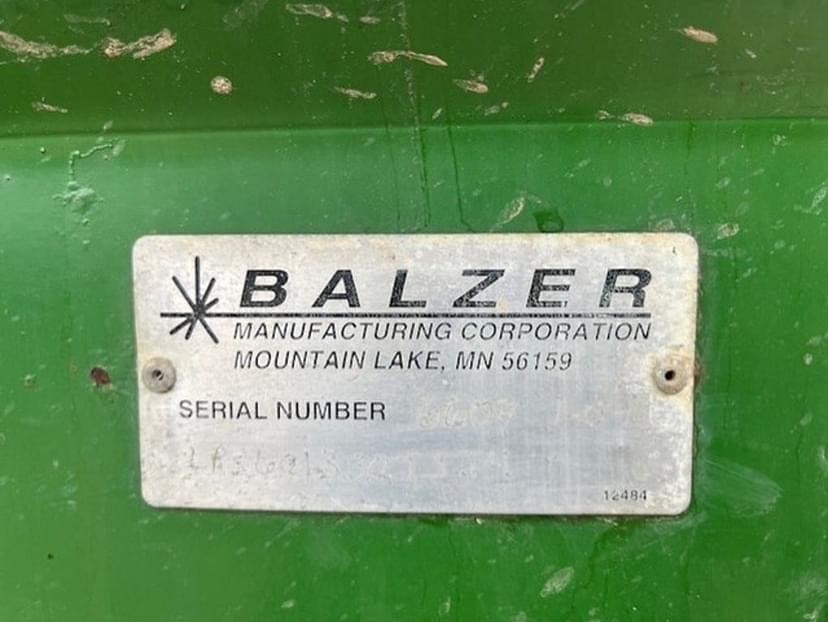 BALZER
MANUFACTURING CORPORATION
MOUNTAIN LAKE, MN 56159
SERIAL NUMBER
12484